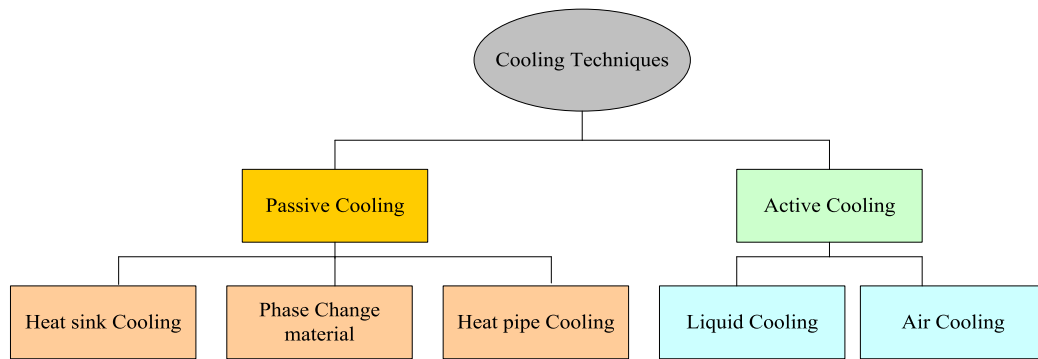 Cooling Techniques
Passive Cooling
Active Cooling
Heat sink Cooling
Phase Change
material
Heat pipe Cooling
Liquid Cooling
Air Cooling